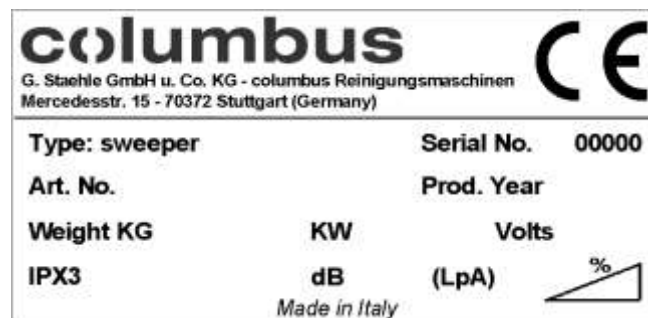 columbus
CE
G. Staehle GmbH u. Co. KG - columbus Reinigungsmaschinen
Mercedesstr. 15 - 70372 Stuttgart (Germany)
Type: sweeper Serial No. 00000
Art. No. Prod. Year
Weight KG KW Volts
IPX3 dB (LpA) %
Made in Italy